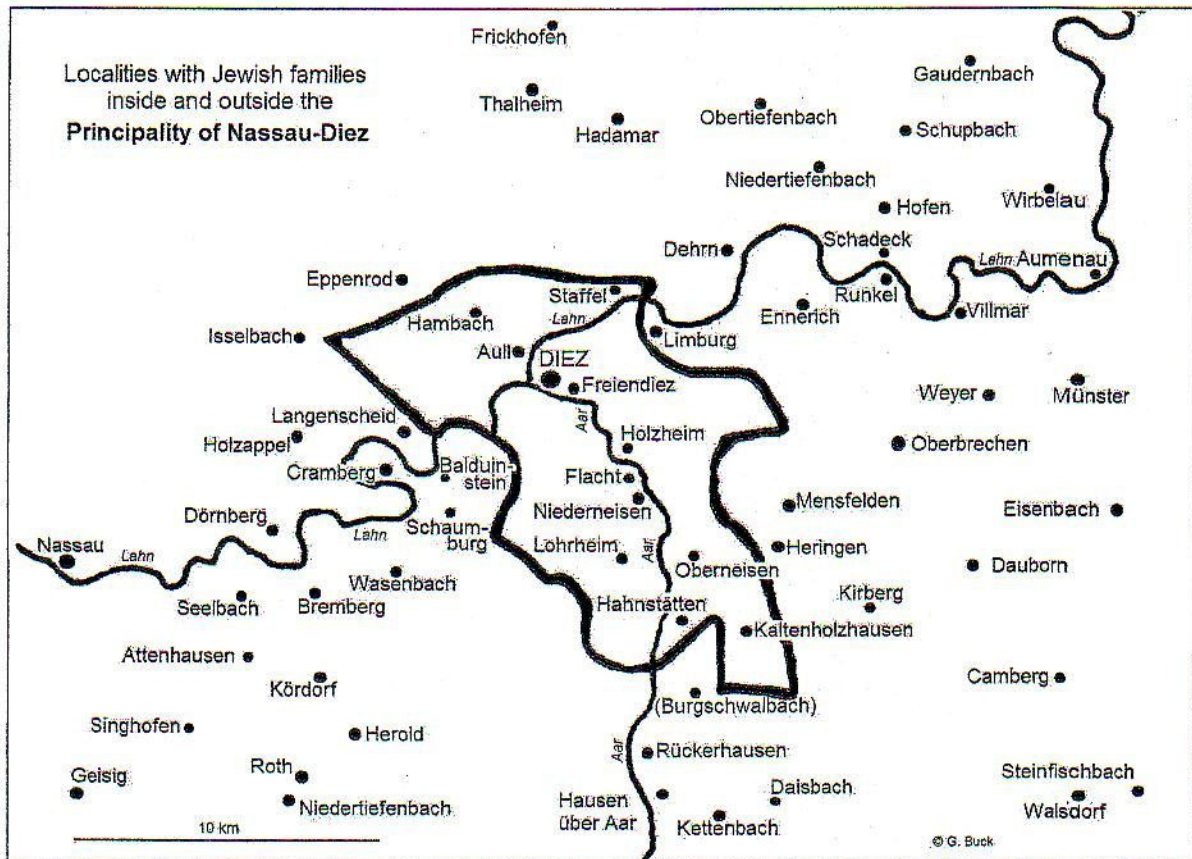 Localities with Jewish families
inside and outside the
Principality of Nassau-Diez
Frickhofen
Thalheim
Hadamar
Obertiefenbach
Gaudernbach
Schupbach
Niedertiefenbach
Hofen
Wirbelau
Dehrn
Schadeck
Lahn
Aumenau
Eppenrod
Staffel
Runkel
Hambach
Lahn
Ennerich
Villmar
Isselbach
Limburg
Aull
DIEZ
Freiendiez
Weyer
Münster
Langenscheid
Aar
Holzappel
Holzheim
Oberbrechen
Cramberg
Balduin-
stein
Flacht
Niederneisen
Mensfelden
Eisenbach
Dörnberg
Schaum-
burg
Lahn
Nassau
Lahn
Lohrheim
Aar
Heringen
Oberneisen
Dauborn
Wasenbach
Seelbach
Bremberg
Kirberg
Hahnstätten
Kaltenholzhausen
Attenhausen
Kördorf
Camberg
(Burgschwalbach)
Singhofen
Herold
Aar
Rückerhausen
Geisig
Roth
Niedertiefenbach
Hausen
über Aar
Daisbach
Kettenbach
Steinfischbach
Walsdorf
10 km
© G. Buck